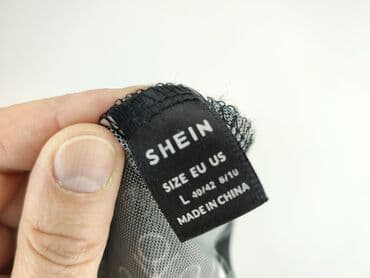 SHEIN
SIZE EU US
L 40/42 8/10
MADE IN CHINA